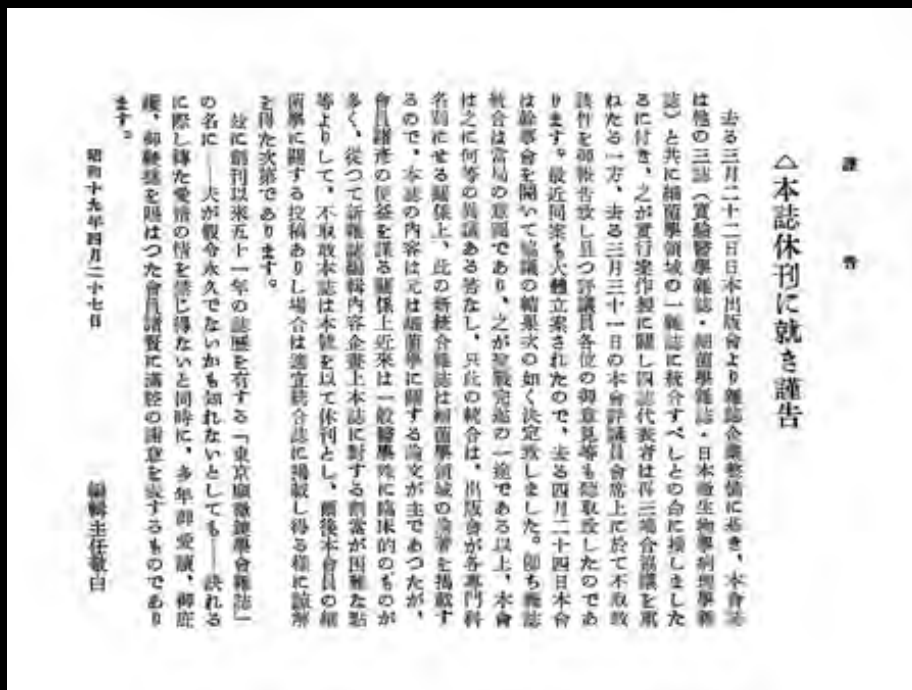 謹告
△本誌休刊に就き謹告
去る三月二十二日日本出版會より雜誌企業整備に基き、本會誌
は他の三誌（實驗醫學雜誌・細菌學雜誌・日本微生物學病理學雜
誌）と共に細菌學領域の一雜誌に統合すべしとの命に接しました
るに付き、之が實行案作製に關し四誌代表者は再三場合協議を重
ねたる一方、去る三月三十一日の本會評議員會席上に於て不取敢
該件を御報告致し且つ評議員各位の御意見等も聽取致したのであ
ります。最近同案も大體立案されたので、去る四月二十四日本會
は幹事會を開いて協議の結果次の如く決定致しました。即ち雜誌
統合は當局の意圖であり、之が聖戰完遂の一途である以上、本會
は之に何等の異議ある筈なし、只此の統合は、出版會が各專門科
名別にせる關係上、此の新統合雜誌は細菌學領域の論著を掲載す
るので、本誌の内容は元は細菌學に關する論文が主であつたが、
會員諸彦の便益を謀る關係上近來は一般醫學殊に臨床的のものが
多く、從つて新雜誌編輯内容企畫上本誌に對する割當が困難な點
等よりして、不取敢本誌は本號を以て休刊とし、爾後本會員の細
菌學に關する投稿ありし場合は適宜統合誌に掲載し得る樣に諒解
を得た次第であります。
茲に創刊以來五十一年の誌歷を有する「東京顯微鏡學會雜誌」
の名に――夫が假令永久でないかも知れないとしても――訣れる
に際し轉た愛惜の情を禁じ得ないと同時に、多年御愛讀、御庇
護、御鞭撻を賜はつた會員諸賢に滿腔の謝意を表するものであり
ます。
昭和十九年四月二十七日
編輯主任敬白